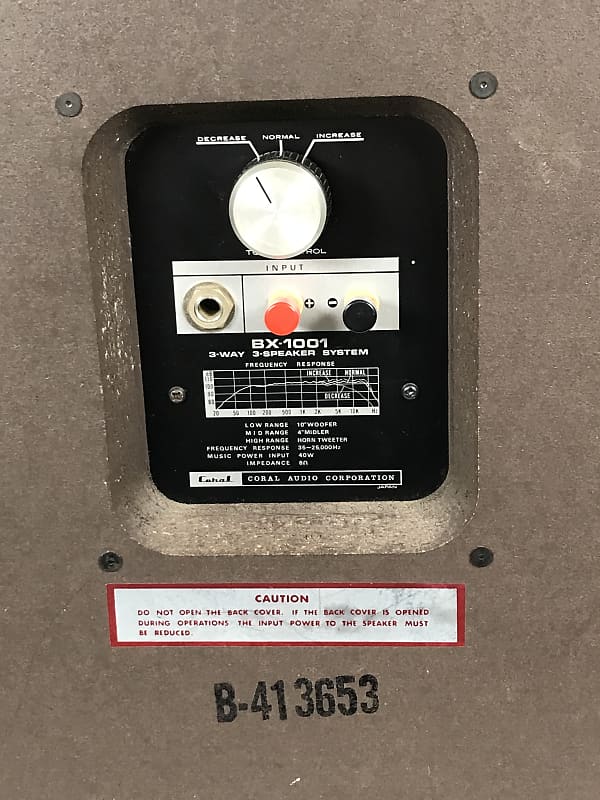 DECREASE NORMAL INCREASE
INPUT
+ −
BX-1001
3-WAY 3-SPEAKER SYSTEM
FREQUENCY RESPONSE
INCREASE NORMAL
DECREASE
20 50 100 200 500 1K 2K 5K 10K Hz
LOW RANGE 10"WOOFER
MID RANGE 4"MIDLER
HIGH RANGE HORN TWEETER
FREQUENCY RESPONSE 35–25,000Hz
MUSIC POWER INPUT 40W
IMPEDANCE 8Ω
Coral CORAL AUDIO CORPORATION
JAPAN
CAUTION
DO NOT OPEN THE BACK COVER. IF THE BACK COVER IS OPENED
DURING OPERATIONS THE INPUT POWER TO THE SPEAKER MUST
BE REDUCED.
B-413653